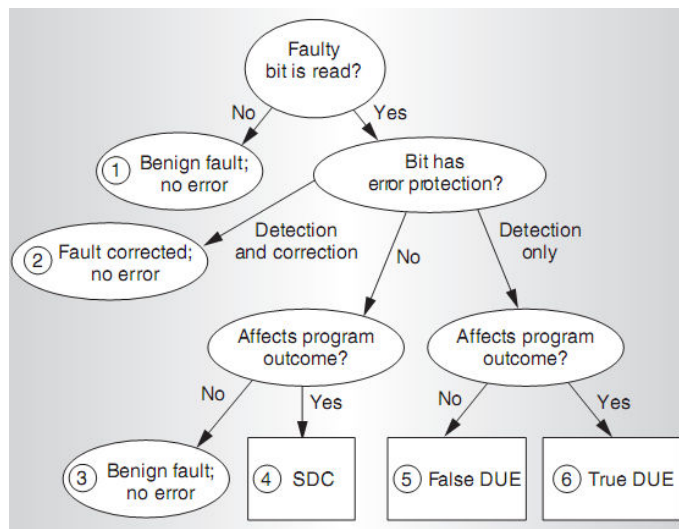 Faulty
bit is read?
No
Yes
1 Benign fault;
no error
Bit has
error protection?
2 Fault corrected;
no error
Detection
and correction
No
Detection
only
Affects program
outcome?
Affects program
outcome?
No
Yes
No
Yes
3 Benign fault;
no error
4 SDC
5 False DUE
6 True DUE